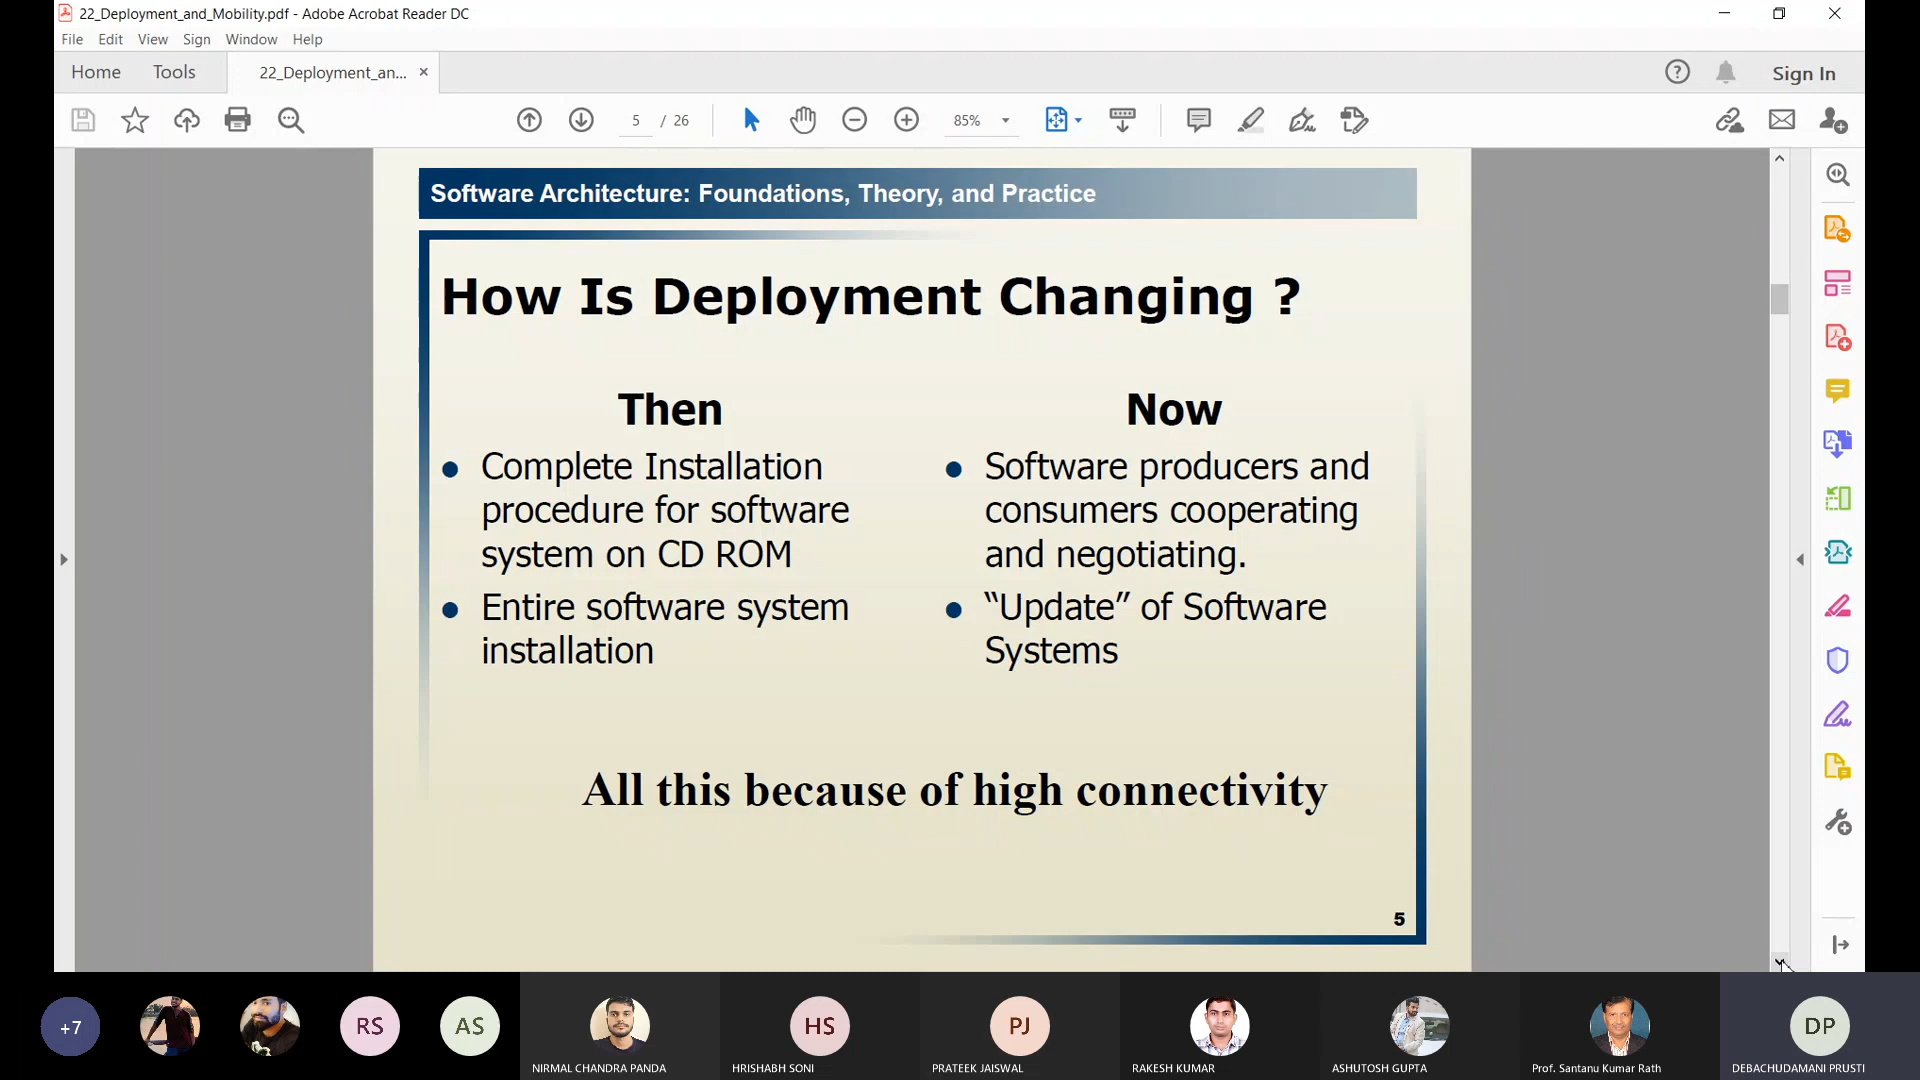 22_Deployment_and_Mobility.pdf - Adobe Acrobat Reader DC
File Edit View Sign Window Help
Home Tools 22_Deployment_an... × Sign In
5 / 26 85%
Software Architecture: Foundations, Theory, and Practice
How Is Deployment Changing ?
Then
Complete Installation
procedure for software
system on CD ROM
Entire software system
installation
Now
Software producers and
consumers cooperating
and negotiating.
“Update” of Software
Systems
All this because of high connectivity
5
+7 RS AS HS PJ DP
NIRMAL CHANDRA PANDA HRISHABH SONI PRATEEK JAISWAL RAKESH KUMAR ASHUTOSH GUPTA Prof. Santanu Kumar Rath DEBACHUDAMANI PRUSTI